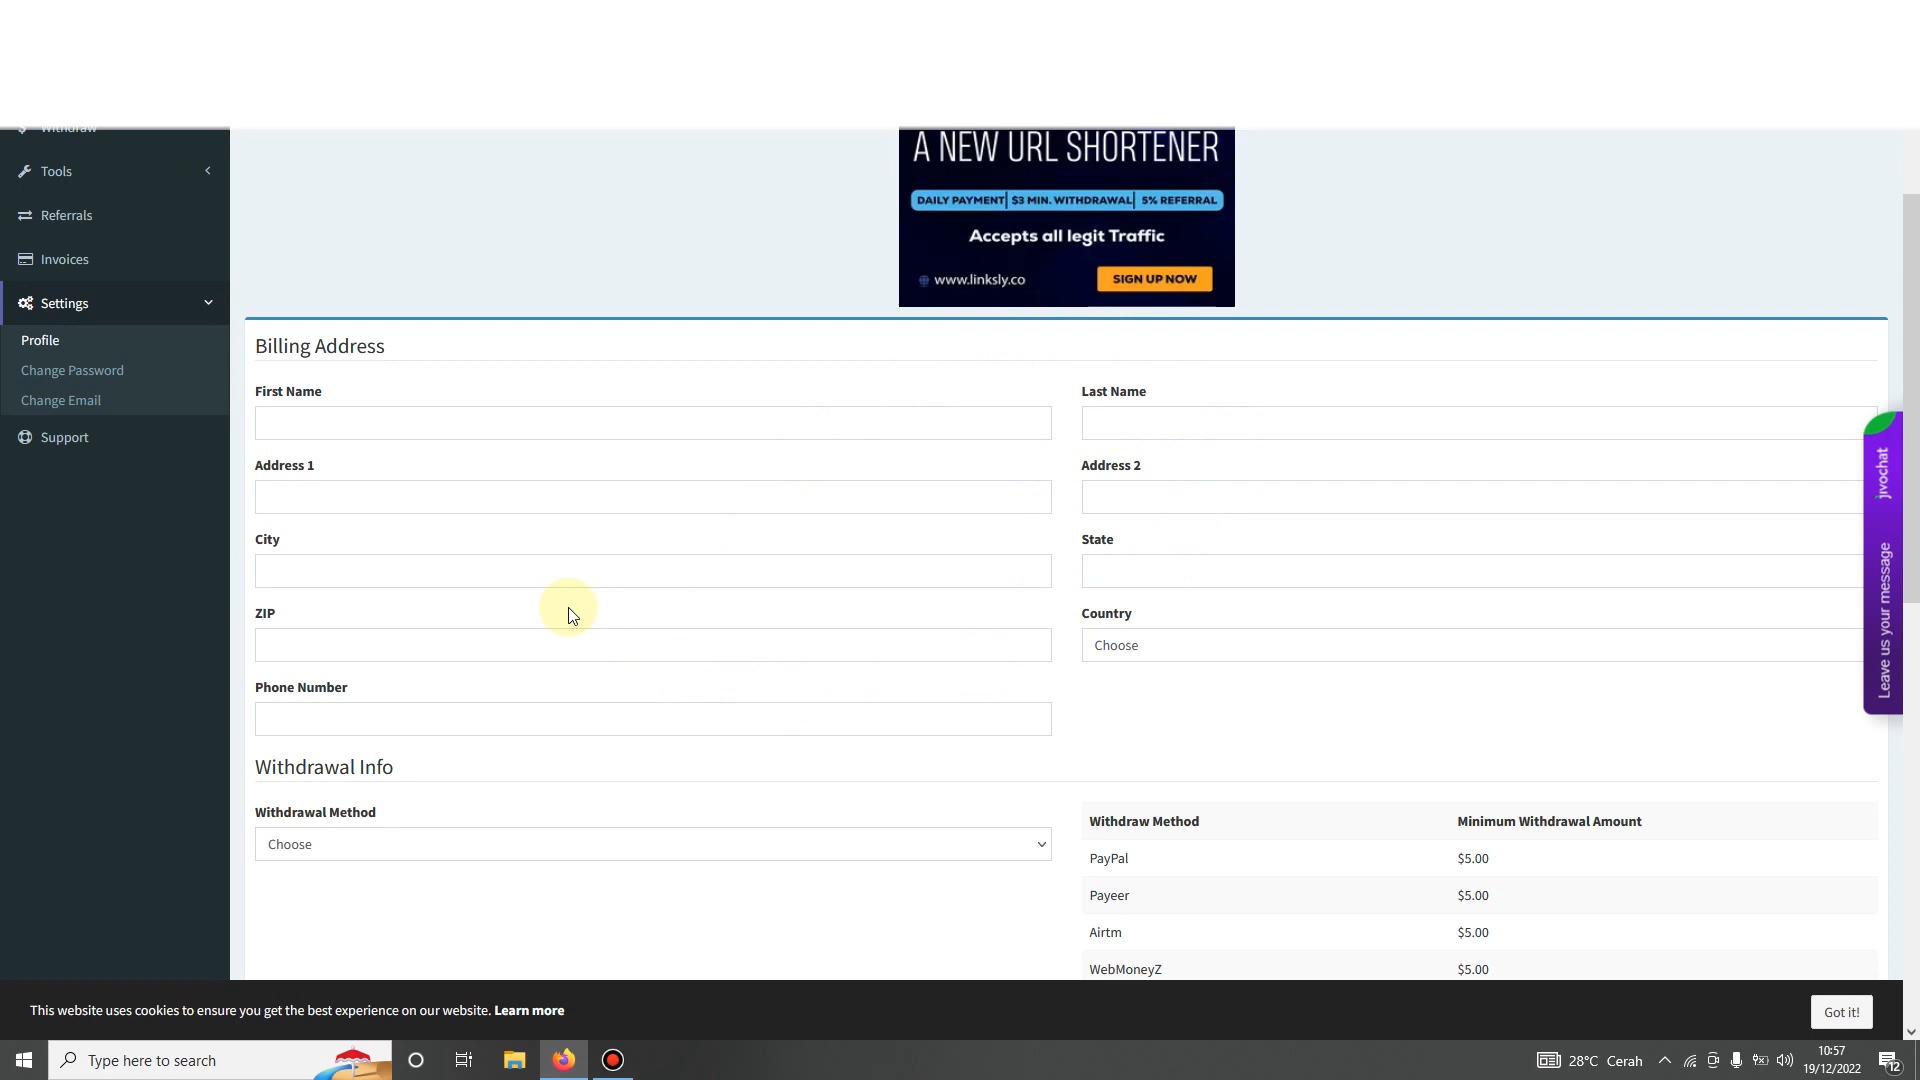 Withdraw
Tools
Referrals
Invoices
Settings
Profile
Change Password
Change Email
Support
A NEW URL SHORTENER
DAILY PAYMENT| $3 MIN. WITHDRAWAL| 5% REFERRAL
Accepts all legit Traffic
www.linksly.co
SIGN UP NOW
Billing Address
First Name
Last Name
Address 1
Address 2
City
State
ZIP
Country
Choose
Phone Number
Withdrawal Info
Withdrawal Method
Choose
Withdraw Method Minimum Withdrawal Amount
PayPal $5.00
Payeer $5.00
Airtm $5.00
WebMoneyZ $5.00
jivochat
Leave us your message
This website uses cookies to ensure you get the best experience on our website. Learn more
Got it!
Type here to search
28°C Cerah
10:57
19/12/2022
12